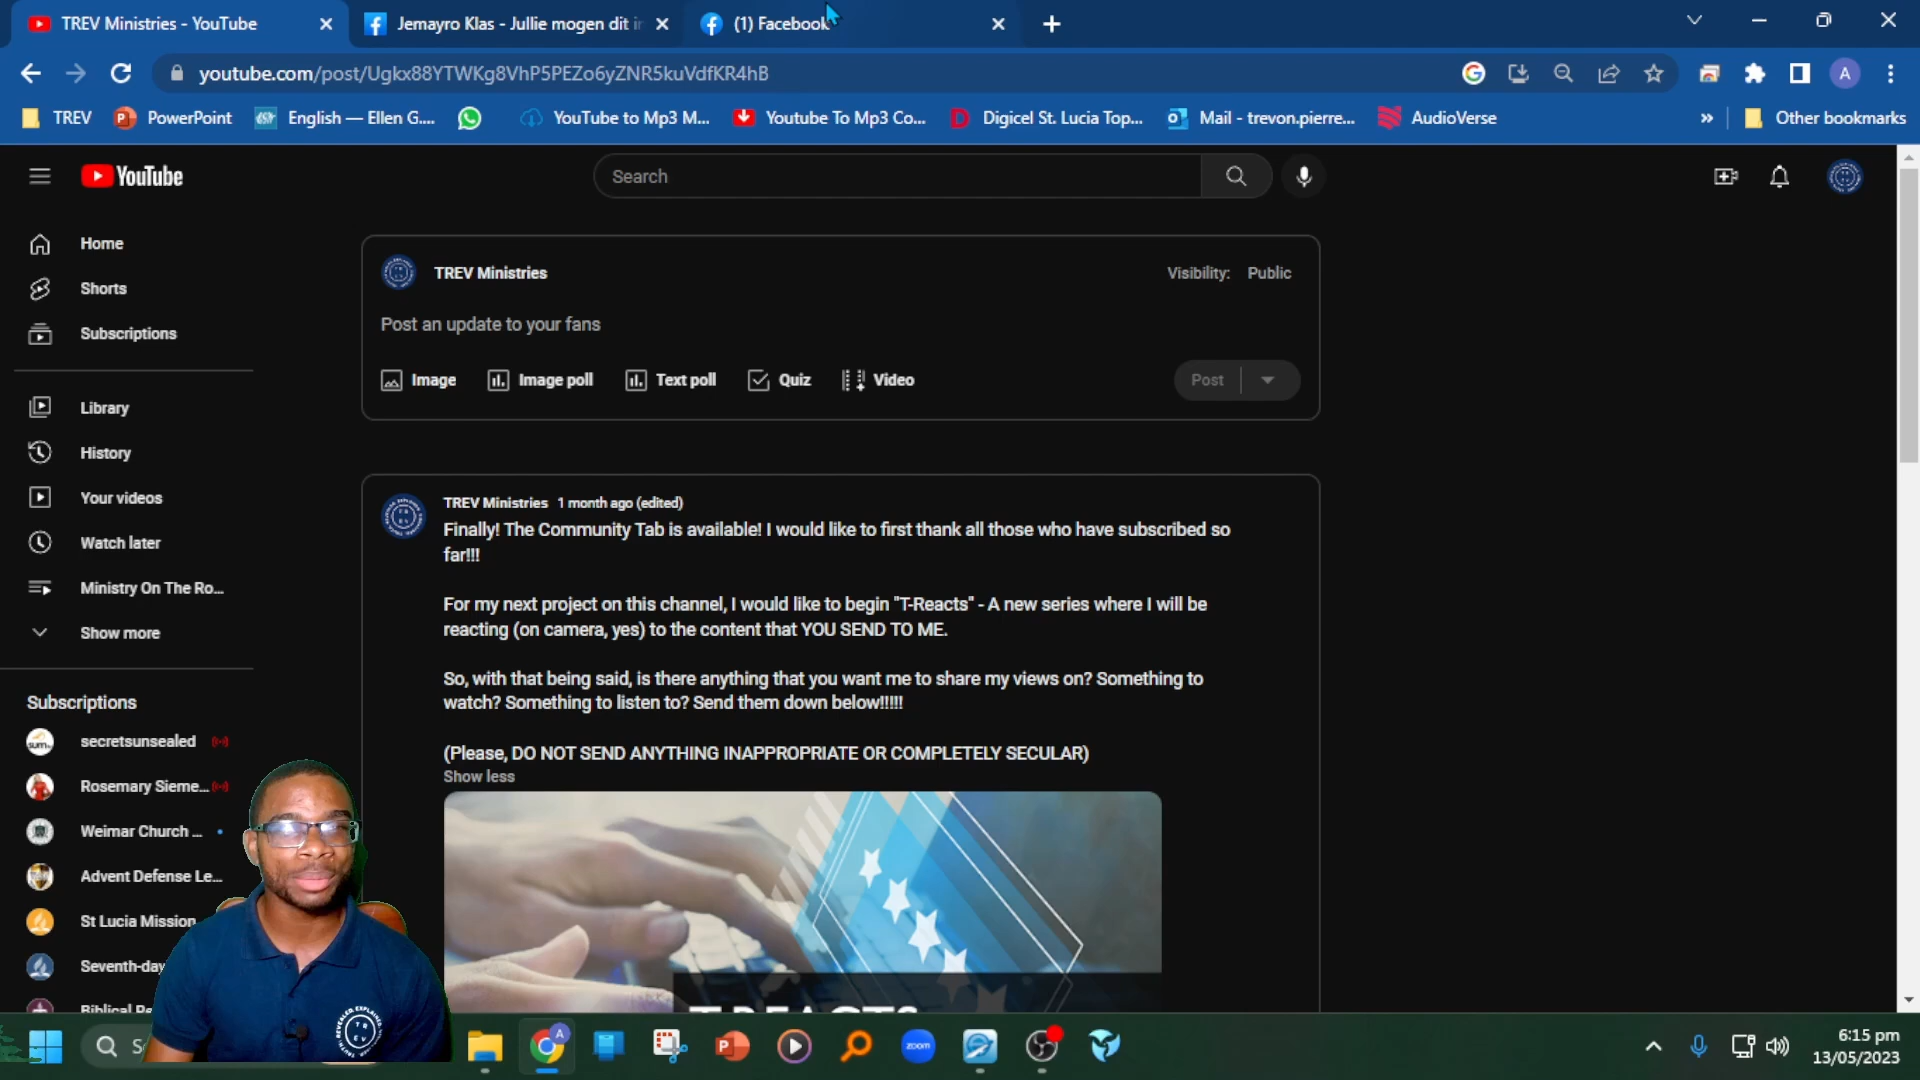 TREV Ministries - YouTube
Jemayro Klas - Jullie mogen dit in
(1) Facebook
youtube.com/post/Ugkx88YTWKg8VhP5PEZo6yZNR5kuVdfKR4hB
TREV
PowerPoint
English — Ellen G....
YouTube to Mp3 M...
Youtube To Mp3 Co...
Digicel St. Lucia Top...
Mail - trevon.pierre...
AudioVerse
»
Other bookmarks
YouTube
Search
Home
Shorts
Subscriptions
Library
History
Your videos
Watch later
Ministry On The Ro...
Show more
Subscriptions
secretsunsealed
Rosemary Sieme...
Weimar Church ...
Advent Defense Le...
St Lucia Mission
Seventh-day
TREV Ministries
Visibility: Public
Post an update to your fans
Image
Image poll
Text poll
Quiz
Video
Post
TREV Ministries 1 month ago (edited)
Finally! The Community Tab is available! I would like to first thank all those who have subscribed so
far!!!
For my next project on this channel, I would like to begin "T-Reacts" - A new series where I will be
reacting (on camera, yes) to the content that YOU SEND TO ME.
So, with that being said, is there anything that you want me to share my views on? Something to
watch? Something to listen to? Send them down below!!!!!
(Please, DO NOT SEND ANYTHING INAPPROPRIATE OR COMPLETELY SECULAR)
Show less
T-REACTS
zoom
6:15 pm
13/05/2023